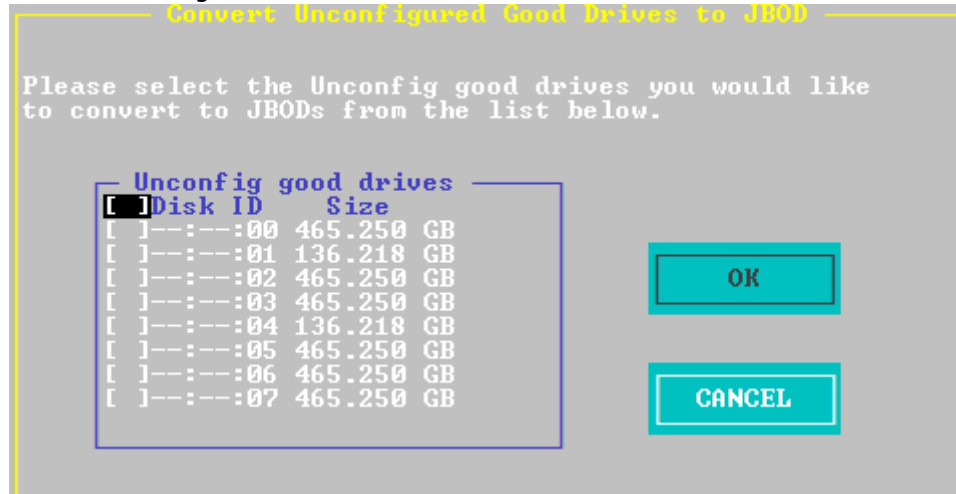 Convert Unconfigured Good Drives to JBOD
Please select the Unconfig good drives you would like
to convert to JBODs from the list below.
Unconfig good drives
[ ]Disk ID    Size
[ ]--:--:00 465.250 GB
[ ]--:--:01 136.218 GB
[ ]--:--:02 465.250 GB
[ ]--:--:03 465.250 GB
[ ]--:--:04 136.218 GB
[ ]--:--:05 465.250 GB
[ ]--:--:06 465.250 GB
[ ]--:--:07 465.250 GB
OK
CANCEL